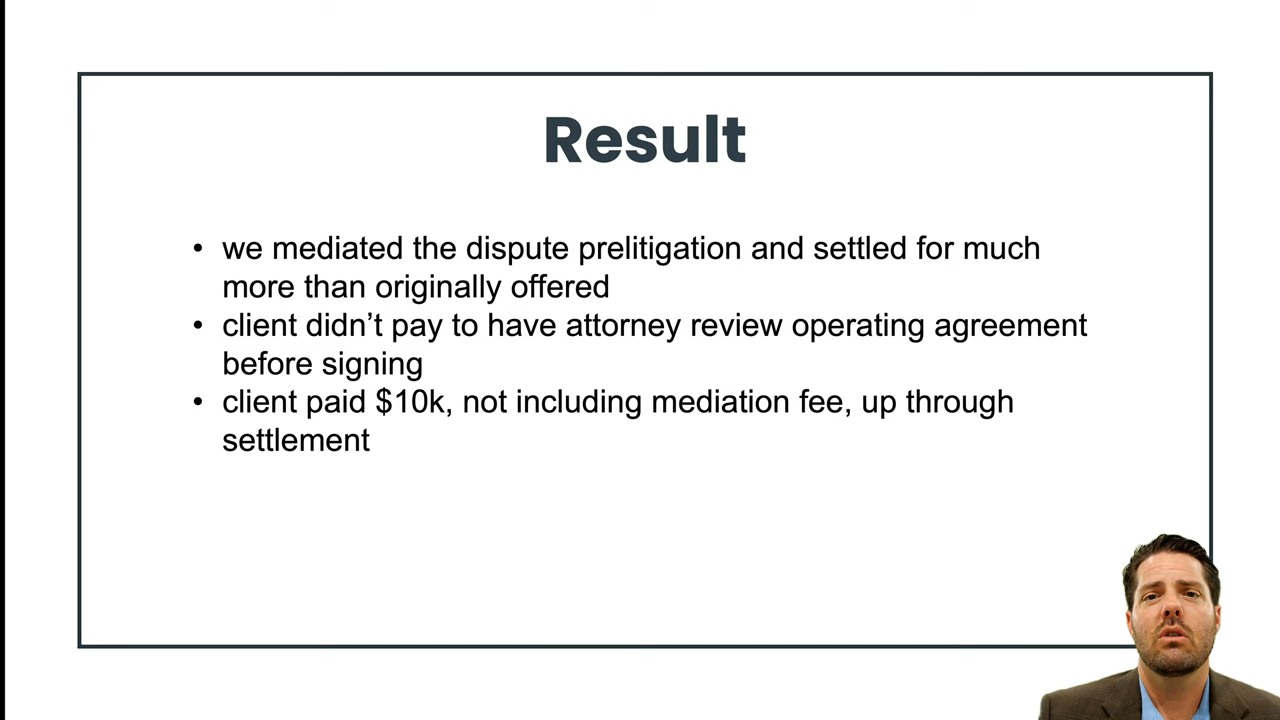 Result
• we mediated the dispute prelitigation and settled for much
more than originally offered
• client didn’t pay to have attorney review operating agreement
before signing
• client paid $10k, not including mediation fee, up through
settlement